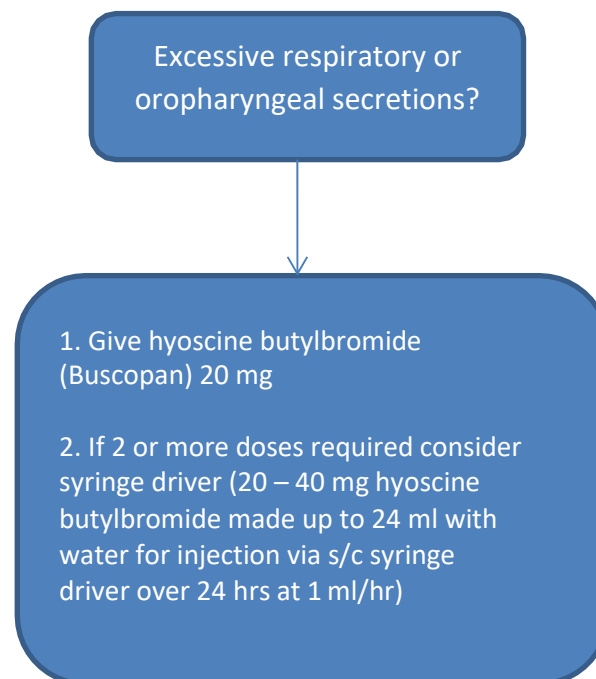 Excessive respiratory or
oropharyngeal secretions?
1. Give hyoscine butylbromide
(Buscopan) 20 mg
2. If 2 or more doses required consider
syringe driver (20 – 40 mg hyoscine
butylbromide made up to 24 ml with
water for injection via s/c syringe
driver over 24 hrs at 1 ml/hr)